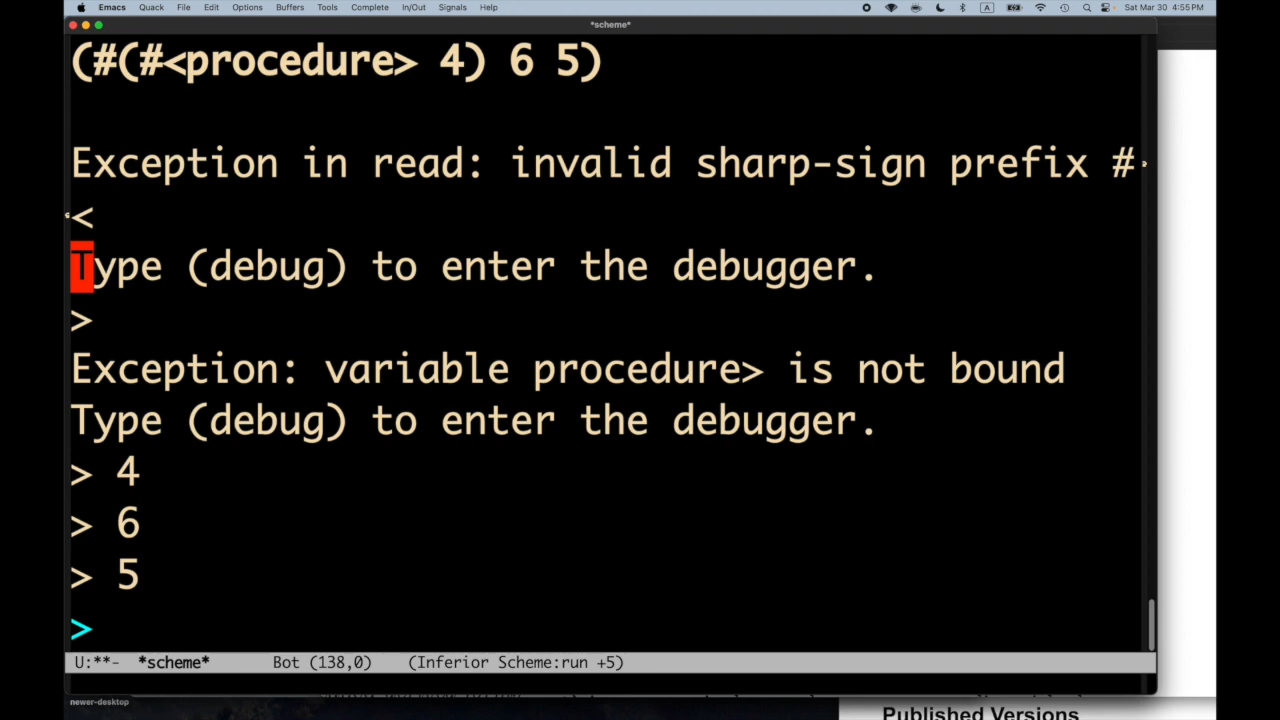 Emacs Quack File Edit Options Buffers Tools Complete In/Out Signals Help A Sat Mar 30 4:55 PM
*scheme*
(#(#<procedure> 4) 6 5)
Exception in read: invalid sharp-sign prefix #
<
Type (debug) to enter the debugger.
>
Exception: variable procedure> is not bound
Type (debug) to enter the debugger.
> 4
> 6
> 5
>
U:**- *scheme* Bot (138,0) (Inferior Scheme:run +5)
newer-desktop
Published Versions